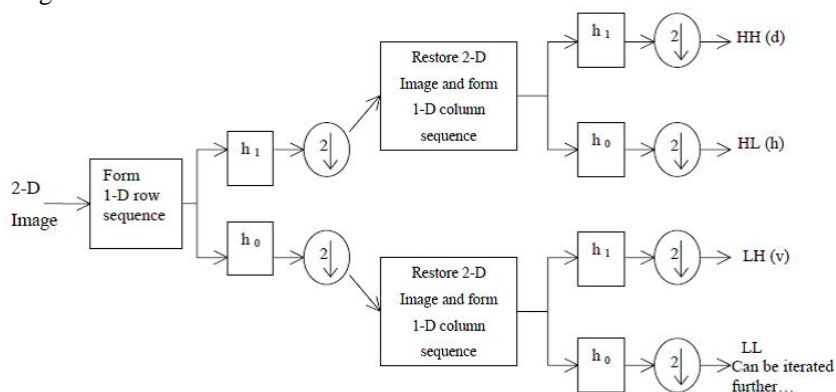 2-D
Image
Form
1-D row
sequence
h 1
2
h 0
2
Restore 2-D
Image and form
1-D column
sequence
h 1
2
HH (d)
h 0
2
HL (h)
Restore 2-D
Image and form
1-D column
sequence
h 1
2
LH (v)
h 0
2
LL
Can be iterated
further…